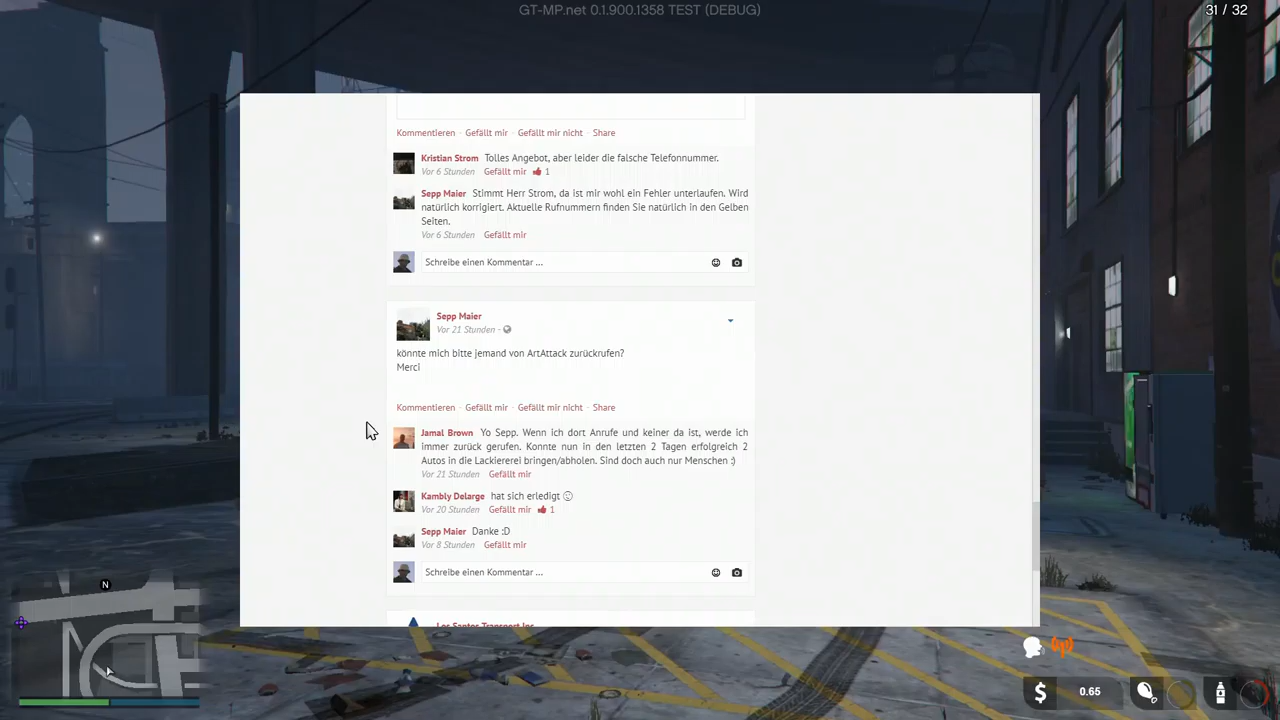 GT-MP.net 0.1.900.1358 TEST (DEBUG)
31 / 32
Kommentieren · Gefällt mir · Gefällt mir nicht · Share
Kristian Strom Tolles Angebot, aber leider die falsche Telefonnummer.
Vor 6 Stunden Gefällt mir 1
Sepp Maier Stimmt Herr Strom, da ist mir wohl ein Fehler unterlaufen. Wird
natürlich korrigiert. Aktuelle Rufnummern finden Sie natürlich in den Gelben
Seiten.
Vor 6 Stunden Gefällt mir
Schreibe einen Kommentar ...
Sepp Maier
Vor 21 Stunden -
könnte mich bitte jemand von ArtAttack zurückrufen?
Merci
Kommentieren · Gefällt mir · Gefällt mir nicht · Share
Jamal Brown Yo Sepp. Wenn ich dort Anrufe und keiner da ist, werde ich
immer zurück gerufen. Konnte nun in den letzten 2 Tagen erfolgreich 2
Autos in die Lackiererei bringen/abholen. Sind doch auch nur Menschen :)
Vor 21 Stunden Gefällt mir
Kambly Delarge hat sich erledigt
Vor 20 Stunden Gefällt mir 1
Sepp Maier Danke :D
Vor 8 Stunden Gefällt mir
Schreibe einen Kommentar ...
Los Santos Transport Inc.
N
$ 0.65